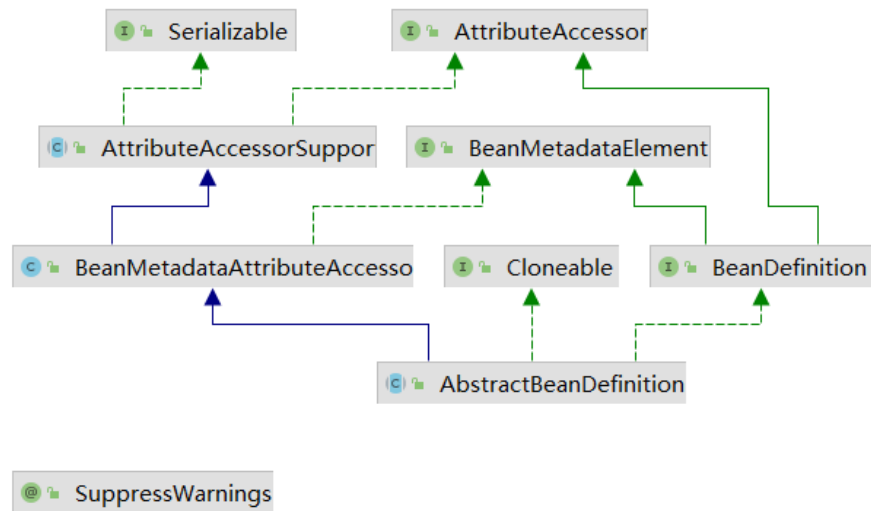 Serializable
AttributeAccessor
AttributeAccessorSuppor
BeanMetadataElement
BeanMetadataAttributeAccesso
Cloneable
BeanDefinition
AbstractBeanDefinition
SuppressWarnings